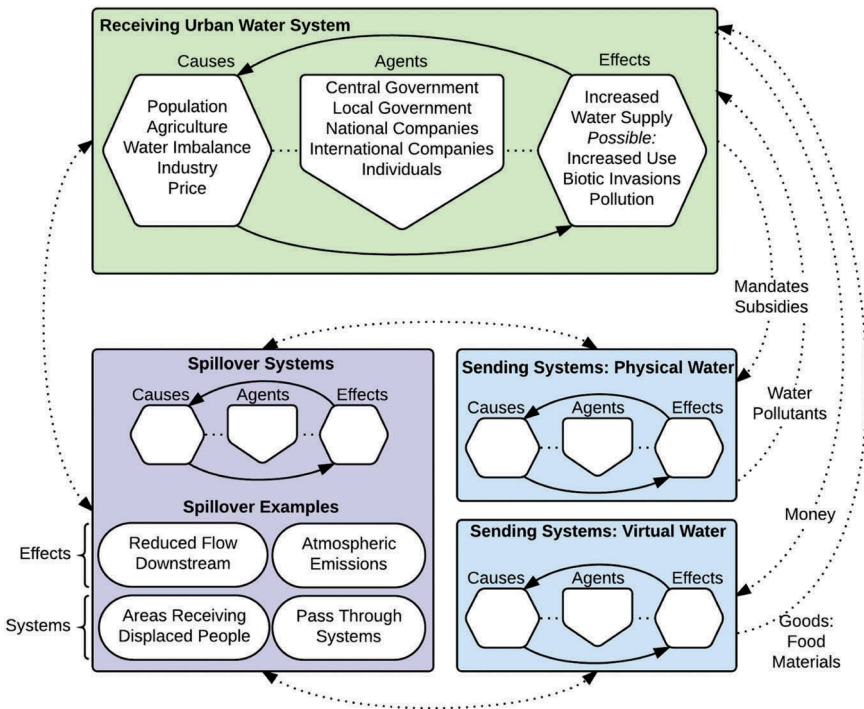 Receiving Urban Water System
Causes
Agents
Effects
Population
Agriculture
Water Imbalance
Industry
Price
Central Government
Local Government
National Companies
International Companies
Individuals
Increased
Water Supply
Possible:
Increased Use
Biotic Invasions
Pollution
Mandates
Subsidies
Water
Pollutants
Money
Goods:
Food
Materials
Spillover Systems
Causes
Agents
Effects
Spillover Examples
Effects
Reduced Flow
Downstream
Atmospheric
Emissions
Systems
Areas Receiving
Displaced People
Pass Through
Systems
Sending Systems: Physical Water
Causes
Agents
Effects
Sending Systems: Virtual Water
Causes
Agents
Effects